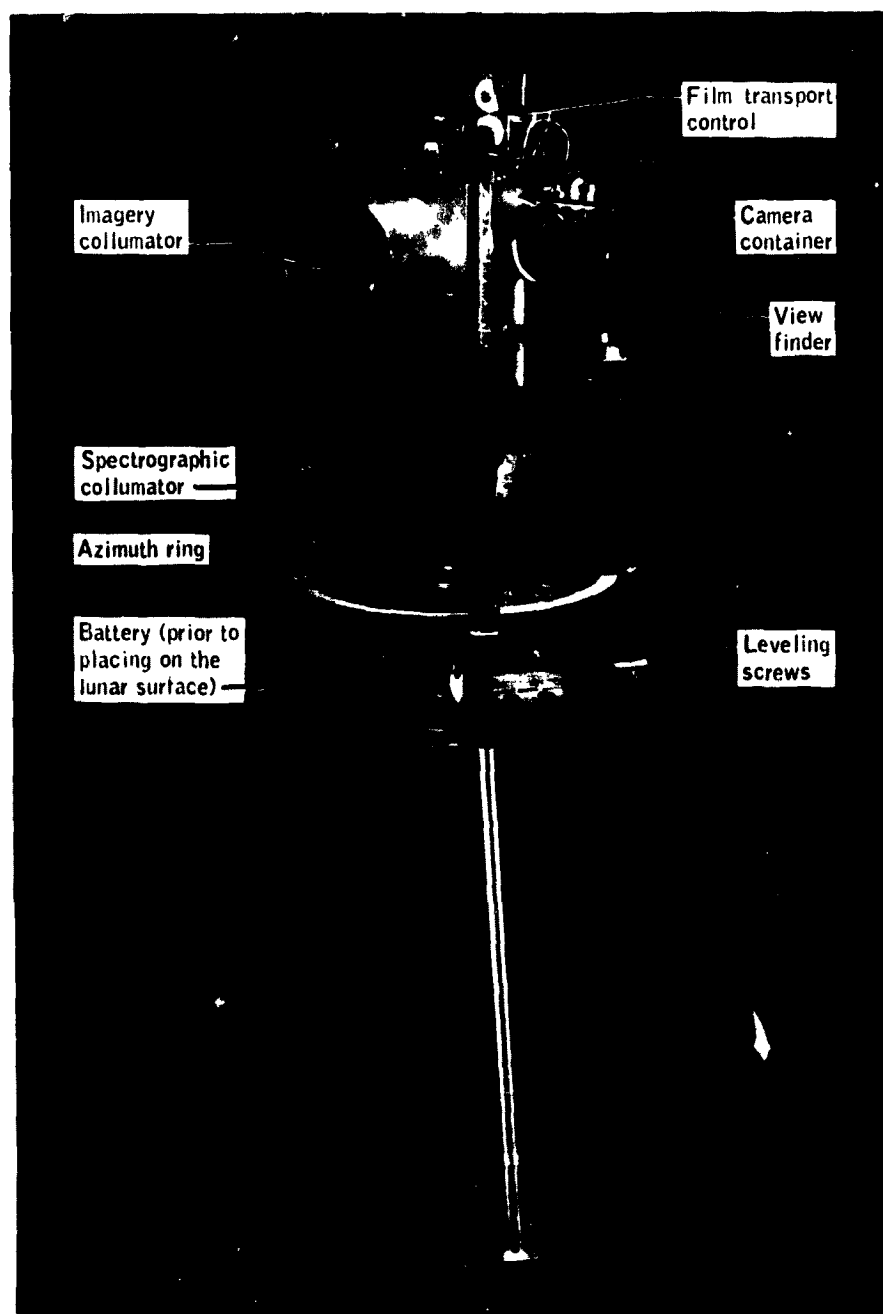 Film transport
control
Imagery
collumator
Camera
container
View
finder
Spectrographic
collumator
Azimuth ring
Battery (prior to
placing on the
lunar surface)
Leveling
screws